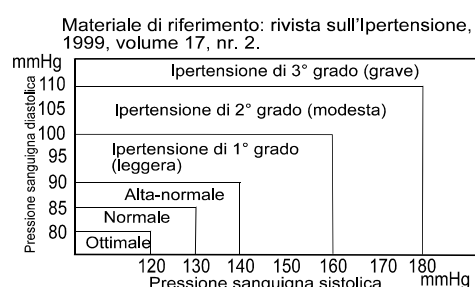 Materiale di riferimento: rivista sull'Ipertensione,
1999, volume 17, nr. 2.
mmHg
Ipertensione di 3° grado (grave)
110
Ipertensione di 2° grado (modesta)
105
100
Ipertensione di 1° grado
(leggera)
95
90
Alta-normale
85
Normale
80
Ottimale
Pressione sanguigna diastolica
120 130 140 150 160 170 180
Pressione sanguigna sistolica
mmHg